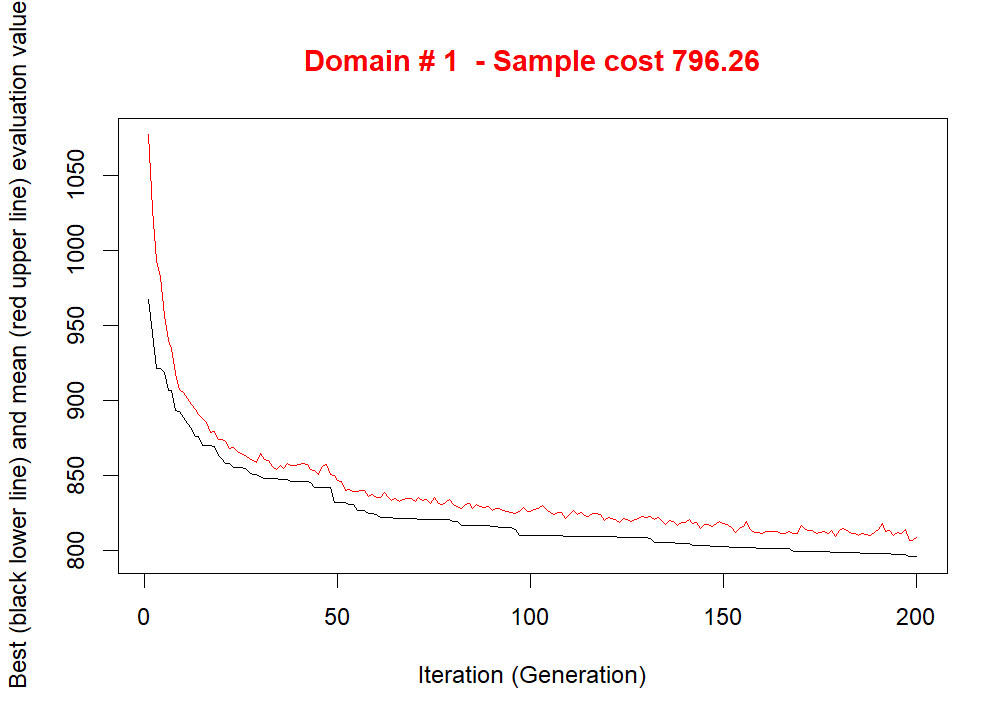 Domain # 1  - Sample cost 796.26
Best (black lower line) and mean (red upper line) evaluation value
1050
1000
950
900
850
800
0 50 100 150 200
Iteration (Generation)